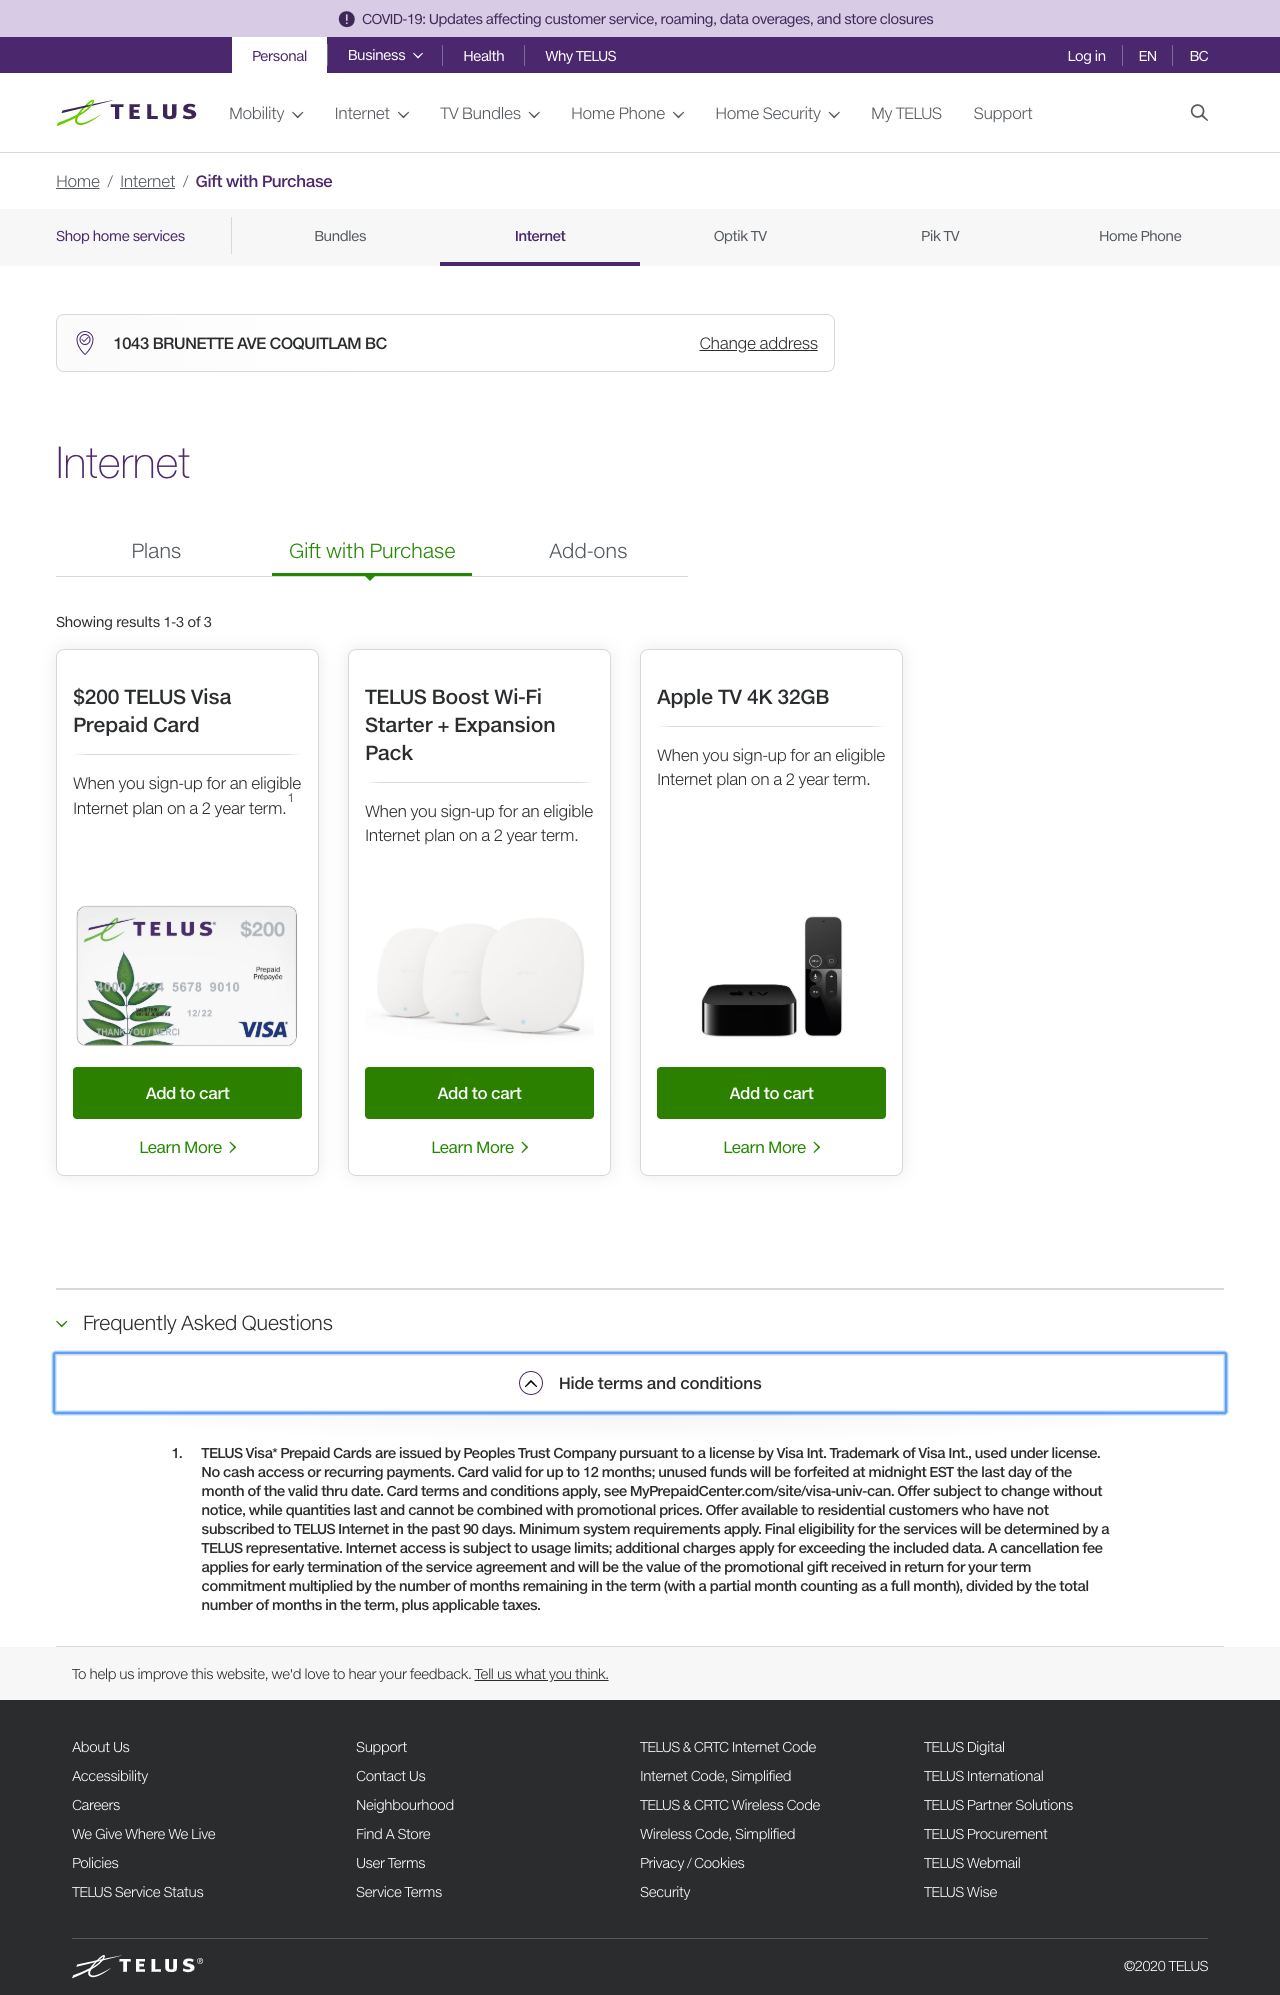 COVID-19: Updates affecting customer service, roaming, data overages, and store closures
Personal Business Health Why TELUS Log in EN BC
TELUS Mobility Internet TV Bundles Home Phone Home Security My TELUS Support
Home / Internet / Gift with Purchase
Shop home services Bundles Internet Optik TV Pik TV Home Phone
1043 BRUNETTE AVE COQUITLAM BC Change address
Internet
Plans Gift with Purchase Add-ons
Showing results 1-3 of 3
$200 TELUS Visa
Prepaid Card
When you sign-up for an eligible
Internet plan on a 2 year term.1
TELUS $200
Prepaid
Prépayée
4000 1234 5678 9010
12/22
THANK YOU / MERCI
VISA
Add to cart
Learn More
TELUS Boost Wi-Fi
Starter + Expansion
Pack
When you sign-up for an eligible
Internet plan on a 2 year term.
Add to cart
Learn More
Apple TV 4K 32GB
When you sign-up for an eligible
Internet plan on a 2 year term.
Add to cart
Learn More
Frequently Asked Questions
Hide terms and conditions
1. TELUS Visa* Prepaid Cards are issued by Peoples Trust Company pursuant to a license by Visa Int. Trademark of Visa Int., used under license.
No cash access or recurring payments. Card valid for up to 12 months; unused funds will be forfeited at midnight EST the last day of the
month of the valid thru date. Card terms and conditions apply, see MyPrepaidCenter.com/site/visa-univ-can. Offer subject to change without
notice, while quantities last and cannot be combined with promotional prices. Offer available to residential customers who have not
subscribed to TELUS Internet in the past 90 days. Minimum system requirements apply. Final eligibility for the services will be determined by a
TELUS representative. Internet access is subject to usage limits; additional charges apply for exceeding the included data. A cancellation fee
applies for early termination of the service agreement and will be the value of the promotional gift received in return for your term
commitment multiplied by the number of months remaining in the term (with a partial month counting as a full month), divided by the total
number of months in the term, plus applicable taxes.
To help us improve this website, we'd love to hear your feedback. Tell us what you think.
About Us Support TELUS & CRTC Internet Code TELUS Digital
Accessibility Contact Us Internet Code, Simplified TELUS International
Careers Neighbourhood TELUS & CRTC Wireless Code TELUS Partner Solutions
We Give Where We Live Find A Store Wireless Code, Simplified TELUS Procurement
Policies User Terms Privacy / Cookies TELUS Webmail
TELUS Service Status Service Terms Security TELUS Wise
TELUS® ©2020 TELUS